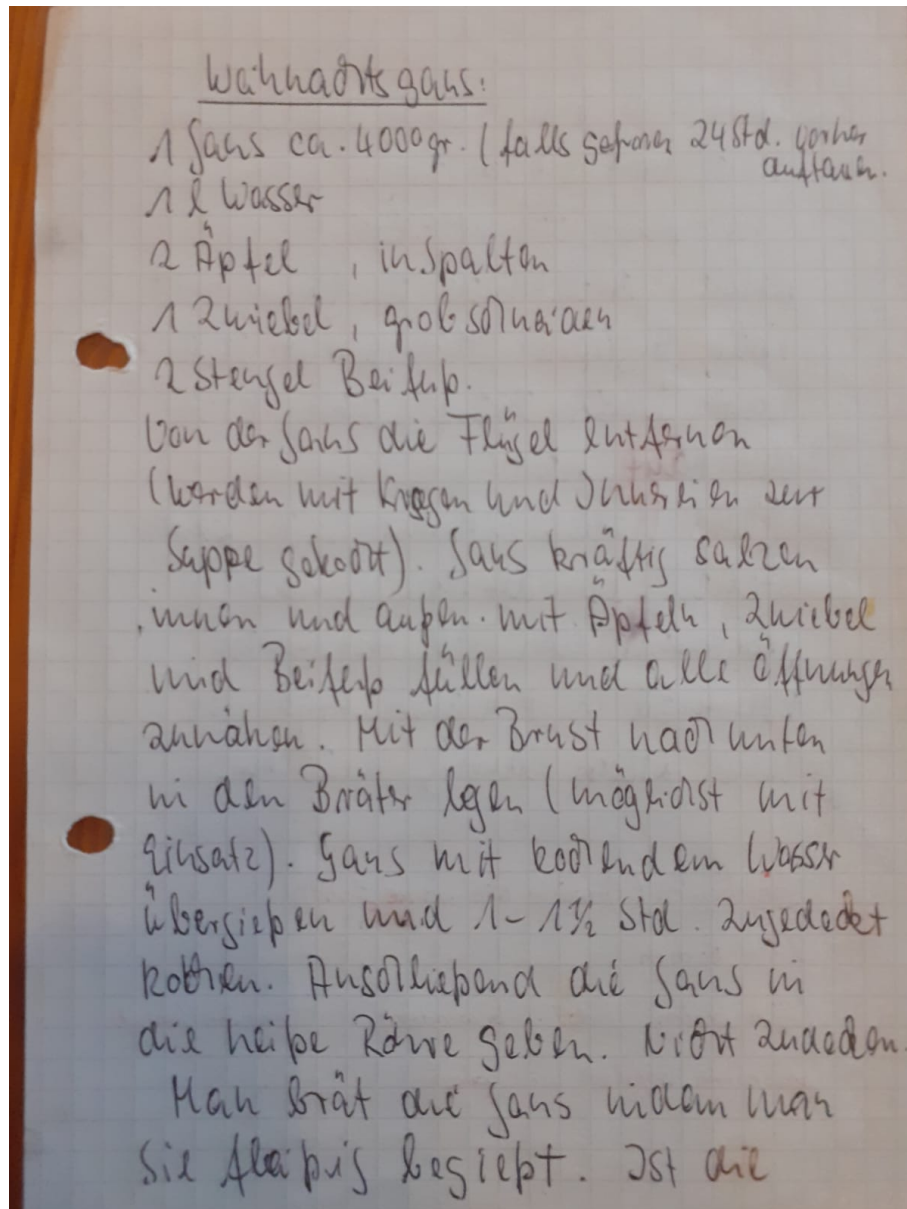 Weihnachtsgans:
1 Gans ca. 4000 gr. (falls gefroren 24 Std. vorher
auftauen.
1 l Wasser
2 Äpfel, in Spalten
1 Zwiebel, grob schneiden
2 Stengel Beifuß.
Von der Gans die Flügel entfernen
(werden mit Kragen und Innereien zur
Suppe gekocht). Gans kräftig salzen
innen und außen. mit Äpfeln, Zwiebel
und Beifuß füllen und alle Öffnungen
zunähen. Mit der Brust nach unten
in den Bräter legen (möglichst mit
Einsatz). Gans mit kochendem Wasser
übergießen und 1 - 1 ½ Std. zugedeckt
kochen. Anschließend die Gans in
die heiße Röhre geben. Nicht zudecken.
Man brät die Gans indem man
sie fleißig begießt. Ist die